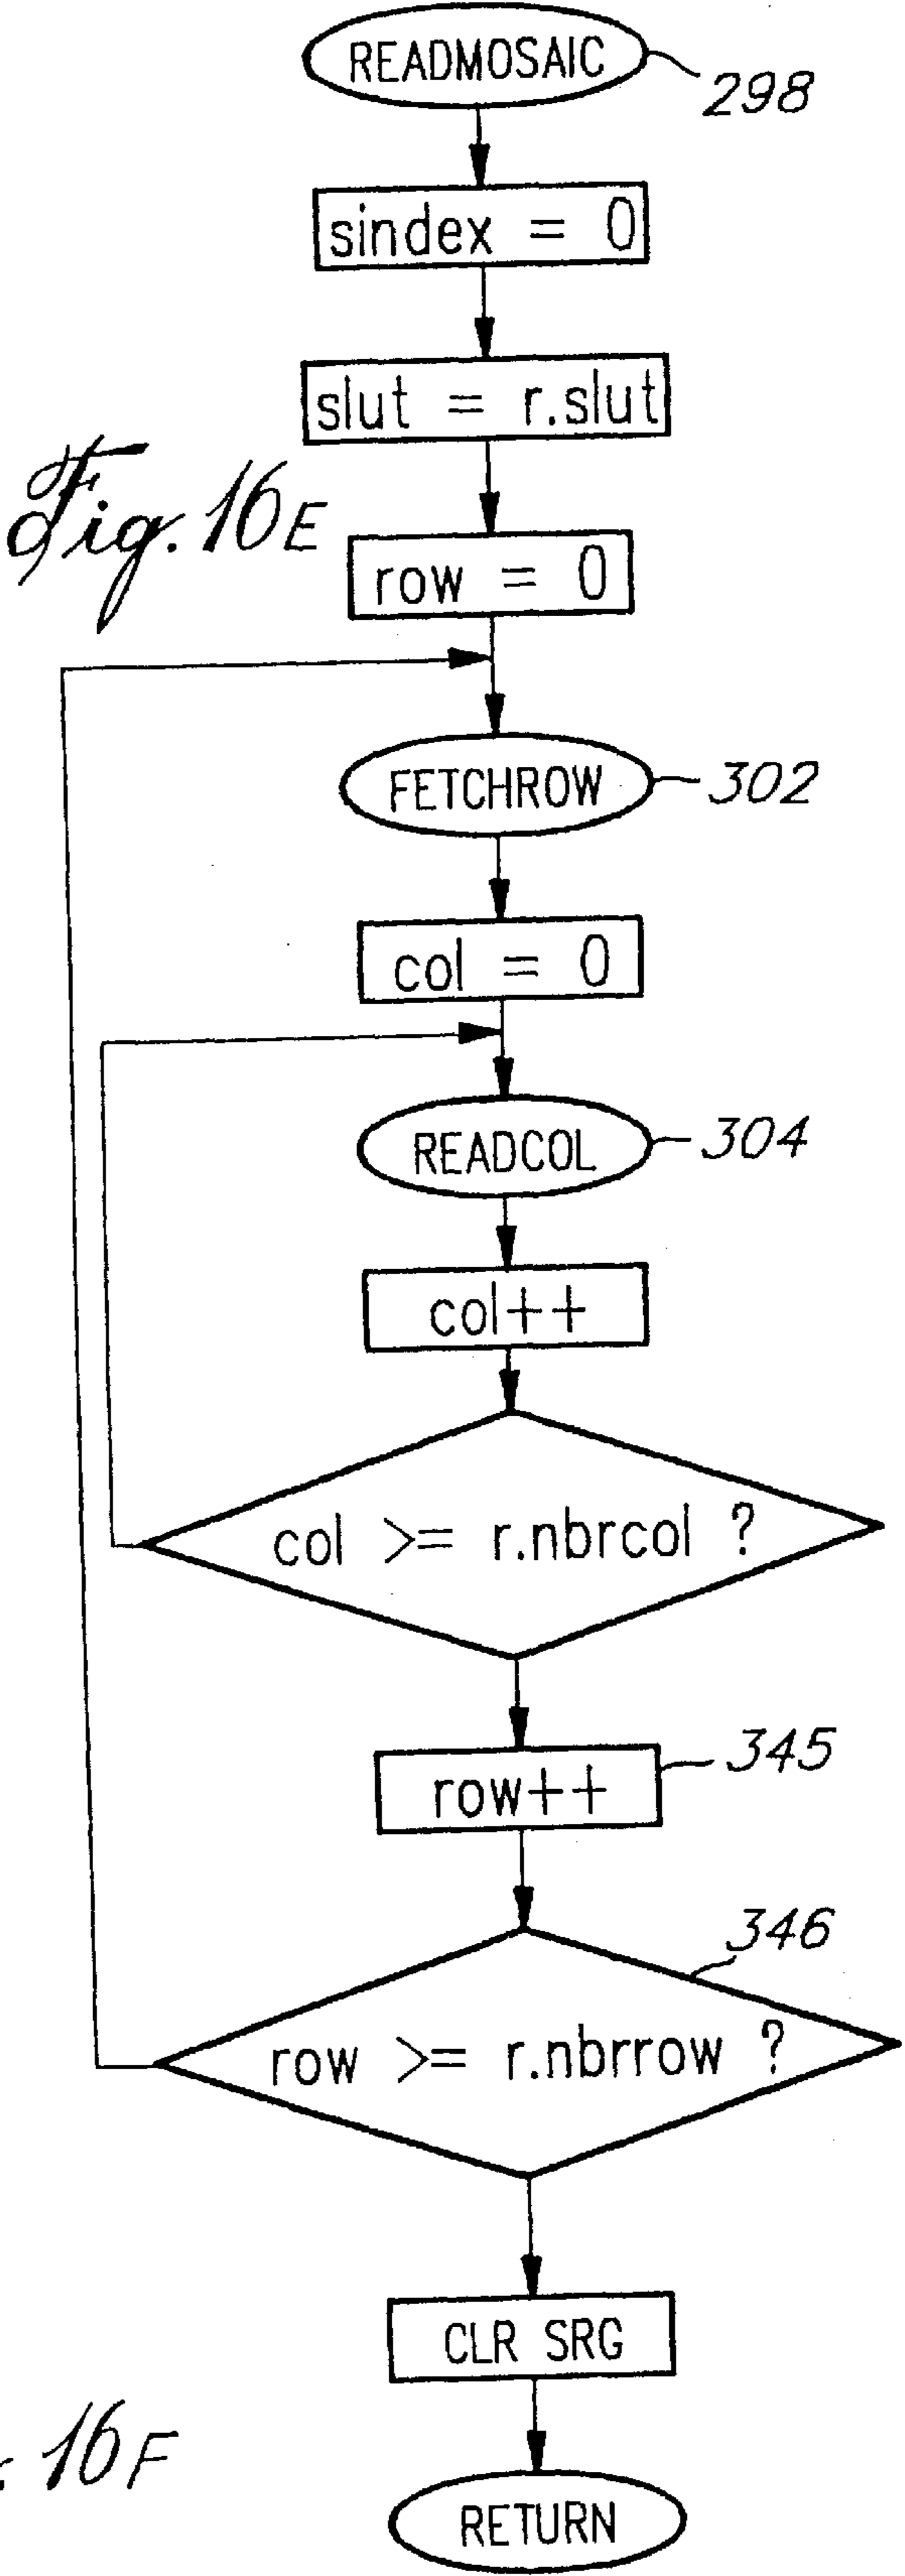 READMOSAIC
298
sindex = 0
slut = r.slut
Fig. 16E
row = 0
FETCHROW
302
col = 0
READCOL
304
col++
col >= r.nbrcol ?
345
row++
346
row >= r.nbrrow ?
CLR SRG
16F
RETURN